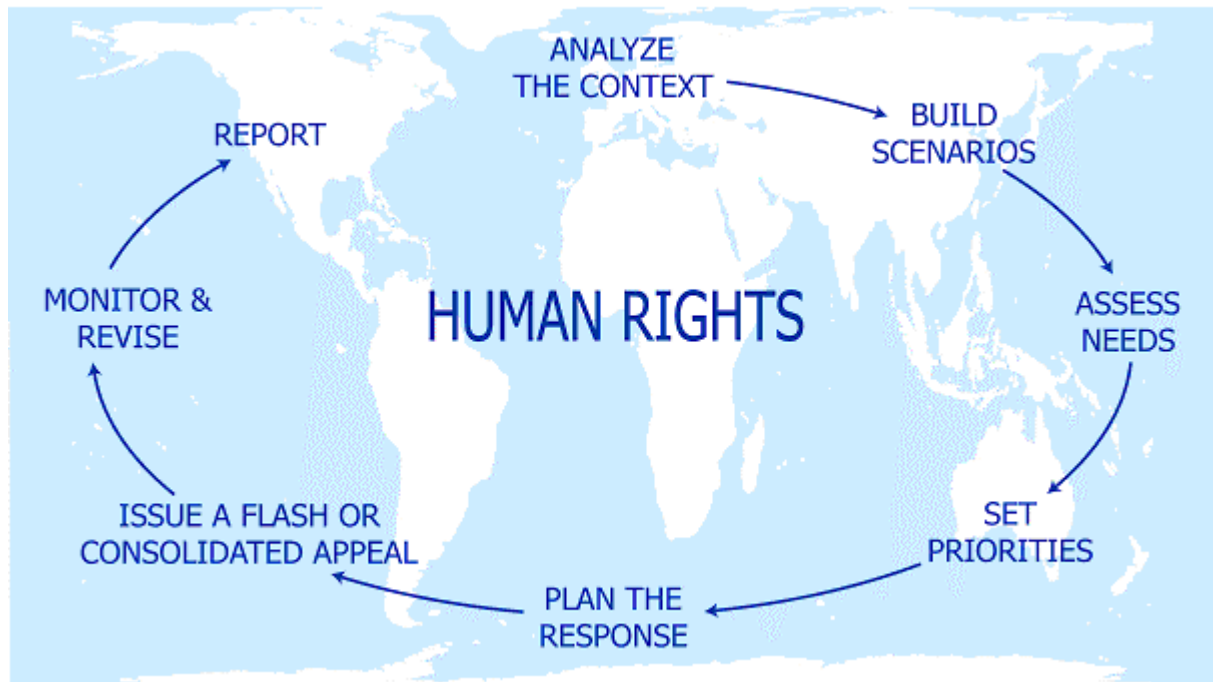 ANALYZE
THE CONTEXT
BUILD
SCENARIOS
ASSESS
NEEDS
SET
PRIORITIES
PLAN THE
RESPONSE
ISSUE A FLASH OR
CONSOLIDATED APPEAL
MONITOR &
REVISE
REPORT
HUMAN RIGHTS